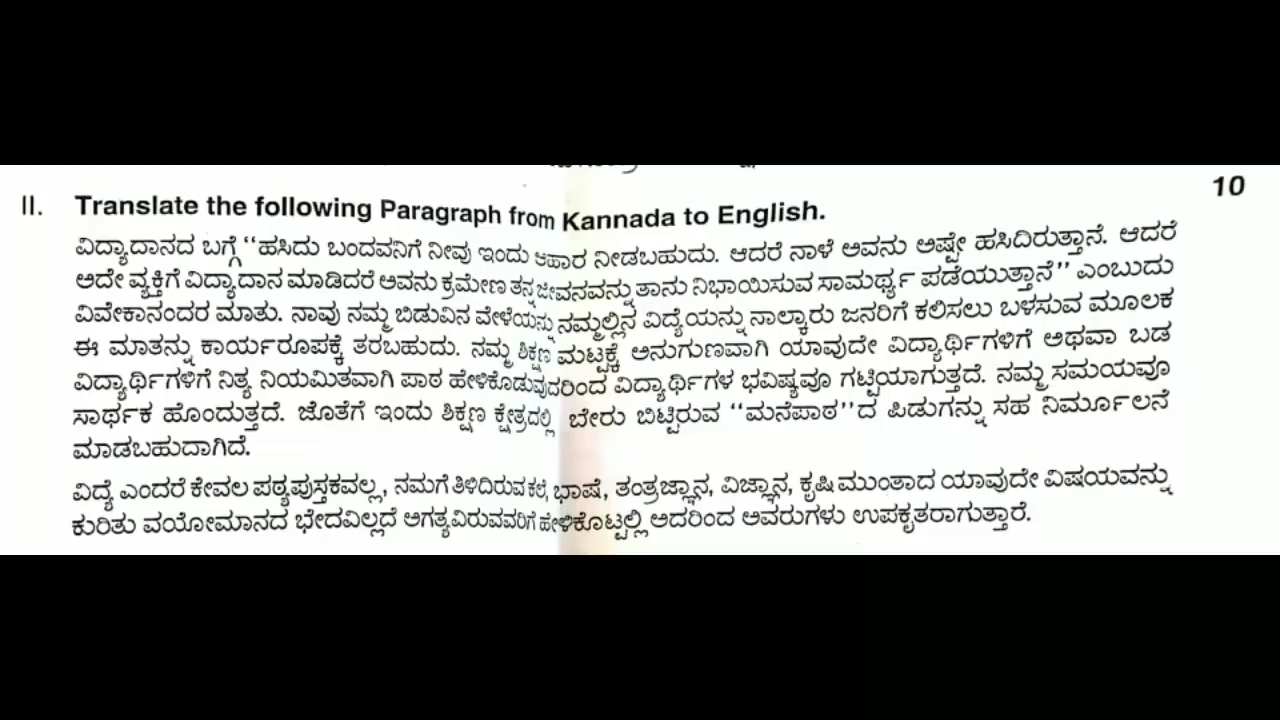 10
II. Translate the following Paragraph from Kannada to English.
ವಿದ್ಯಾದಾನದ ಬಗ್ಗೆ "ಹಸಿದು ಬಂದವನಿಗೆ ನೀವು ಇಂದು ಆಹಾರ ನೀಡಬಹುದು. ಆದರೆ ನಾಳೆ ಅವನು ಅಷ್ಟೇ ಹಸಿದಿರುತ್ತಾನೆ. ಆದರೆ
ಅದೇ ವ್ಯಕ್ತಿಗೆ ವಿದ್ಯಾದಾನ ಮಾಡಿದರೆ ಅವನು ಕ್ರಮೇಣ ತನ್ನ ಜೀವನವನ್ನು ತಾನು ನಿಭಾಯಿಸುವ ಸಾಮರ್ಥ್ಯ ಪಡೆಯುತ್ತಾನೆ" ಎಂಬುದು
ವಿವೇಕಾನಂದರ ಮಾತು. ನಾವು ನಮ್ಮ ಬಿಡುವಿನ ವೇಳೆಯನ್ನು ನಮ್ಮಲ್ಲಿನ ವಿದ್ಯೆಯನ್ನು ನಾಲ್ಕಾರು ಜನರಿಗೆ ಕಲಿಸಲು ಬಳಸುವ ಮೂಲಕ
ಈ ಮಾತನ್ನು ಕಾರ್ಯರೂಪಕ್ಕೆ ತರಬಹುದು. ನಮ್ಮ ಶಿಕ್ಷಣ ಮಟ್ಟಕ್ಕೆ ಅನುಗುಣವಾಗಿ ಯಾವುದೇ ವಿದ್ಯಾರ್ಥಿಗಳಿಗೆ ಅಥವಾ ಬಡ
ವಿದ್ಯಾರ್ಥಿಗಳಿಗೆ ನಿತ್ಯ ನಿಯಮಿತವಾಗಿ ಪಾಠ ಹೇಳಿಕೊಡುವುದರಿಂದ ವಿದ್ಯಾರ್ಥಿಗಳ ಭವಿಷ್ಯವೂ ಗಟ್ಟಿಯಾಗುತ್ತದೆ. ನಮ್ಮ ಸಮಯವೂ
ಸಾರ್ಥಕ ಹೊಂದುತ್ತದೆ. ಜೊತೆಗೆ ಇಂದು ಶಿಕ್ಷಣ ಕ್ಷೇತ್ರದಲ್ಲಿ ಬೇರು ಬಿಟ್ಟಿರುವ "ಮನೆಪಾಠ"ದ ಪಿಡುಗನ್ನು ಸಹ ನಿರ್ಮೂಲನೆ
ಮಾಡಬಹುದಾಗಿದೆ.
ವಿದ್ಯೆ ಎಂದರೆ ಕೇವಲ ಪಠ್ಯಪುಸ್ತಕವಲ್ಲ, ನಮಗೆ ತಿಳಿದಿರುವ ಕಲೆ, ಭಾಷೆ, ತಂತ್ರಜ್ಞಾನ, ವಿಜ್ಞಾನ, ಕೃಷಿ ಮುಂತಾದ ಯಾವುದೇ ವಿಷಯವನ್ನು
ಕುರಿತು ವಯೋಮಾನದ ಭೇದವಿಲ್ಲದೆ ಅಗತ್ಯವಿರುವವರಿಗೆ ಹೇಳಿಕೊಟ್ಟಲ್ಲಿ ಅದರಿಂದ ಅವರುಗಳು ಉಪಕೃತರಾಗುತ್ತಾರೆ.